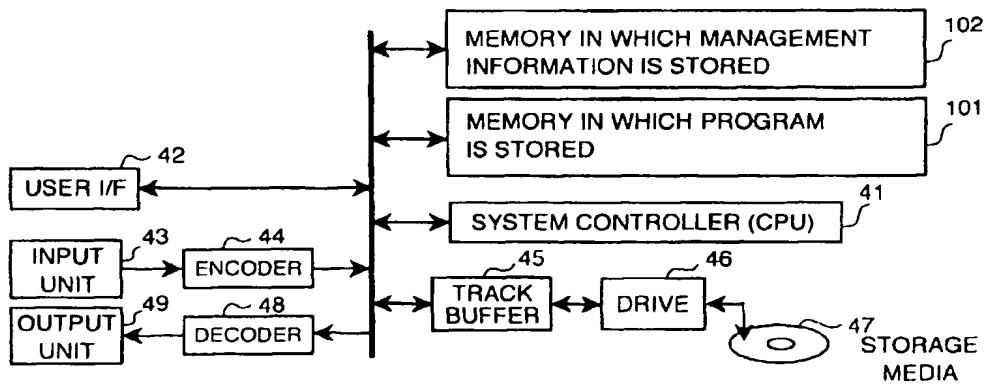 102
MEMORY IN WHICH MANAGEMENT
INFORMATION IS STORED
101
MEMORY IN WHICH PROGRAM
IS STORED
42
USER I/F
41
SYSTEM CONTROLLER (CPU)
43
INPUT
UNIT
44
ENCODER
45
TRACK
BUFFER
46
DRIVE
49
OUTPUT
UNIT
48
DECODER
47
STORAGE
MEDIA